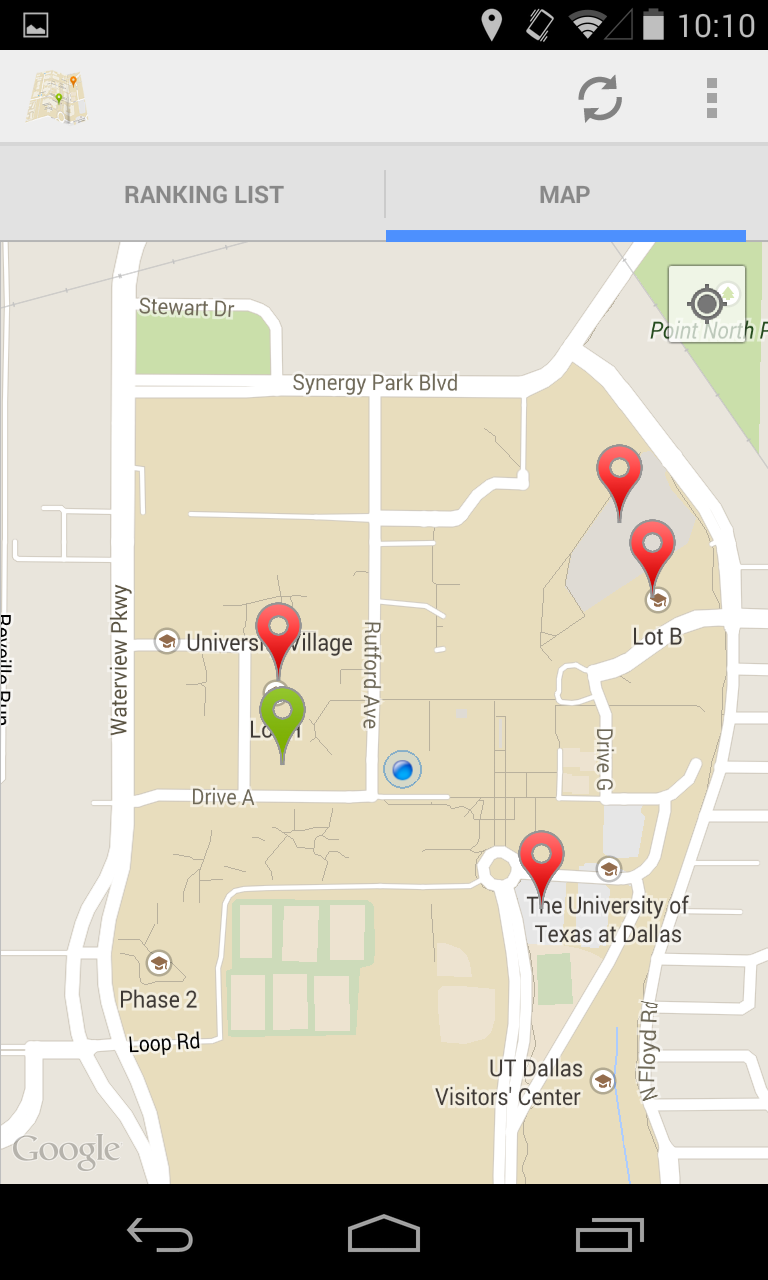 10:10
RANKING LIST
MAP
Stewart Dr
Point North P
Synergy Park Blvd
Lot B
University Village
Waterview Pkwy
Rutford Ave
Reveille Run
Drive G
Drive A
The University of
Texas at Dallas
Phase 2
Loop Rd
N Floyd Rd
UT Dallas
Visitors' Center
Google